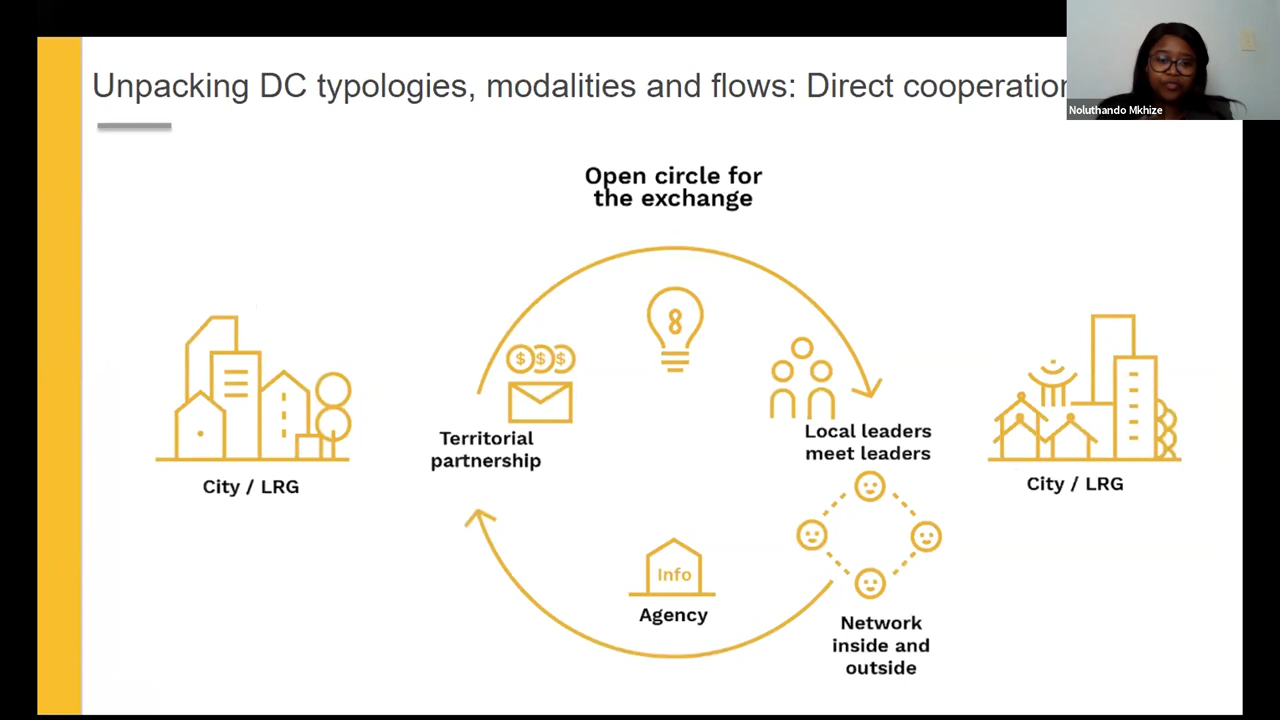 Unpacking DC typologies, modalities and flows: Direct cooperation
Noluthando Mkhize
Open circle for
the exchange
$ $ $
Territorial
partnership
Local leaders
meet leaders
City / LRG
City / LRG
Info
Agency
Network
inside and
outside